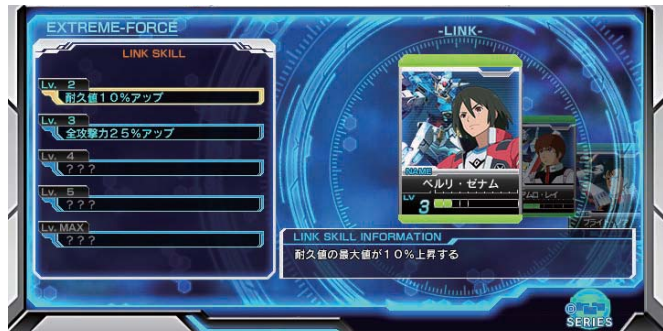 EXTREME-FORCE
LINK SKILL
Lv. 2
耐久値10%アップ
Lv. 3
全攻撃力25%アップ
Lv. 4
???
Lv. 5
???
Lv. MAX
???
-LINK-
NAME
ベルリ・ゼナム
LV
3
アムロ・レイ
LINK SKILL INFORMATION
耐久値の最大値が10%上昇する
SERIES